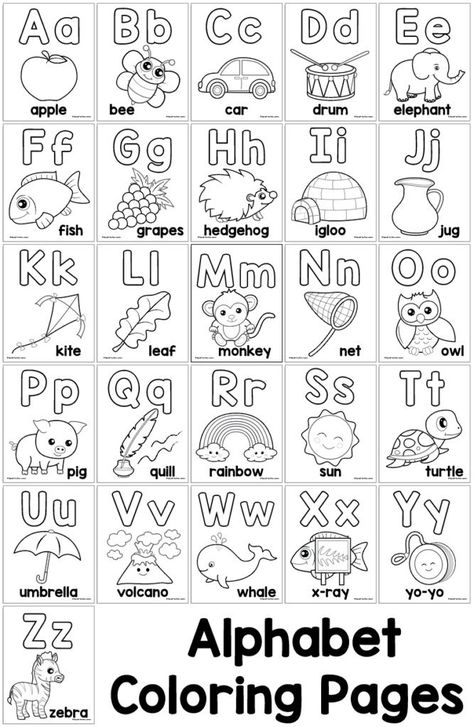 Aa Bb Cc Dd Ee
apple bee car drum elephant
Ff Gg Hh Ii Jj
fish grapes hedgehog igloo jug
Kk Ll Mm Nn Oo
kite leaf monkey net owl
Pp Qq Rr Ss Tt
pig quill rainbow sun turtle
Uu Vv Ww Xx Yy
umbrella volcano whale x-ray yo-yo
Zz
zebra
Alphabet
Coloring Pages